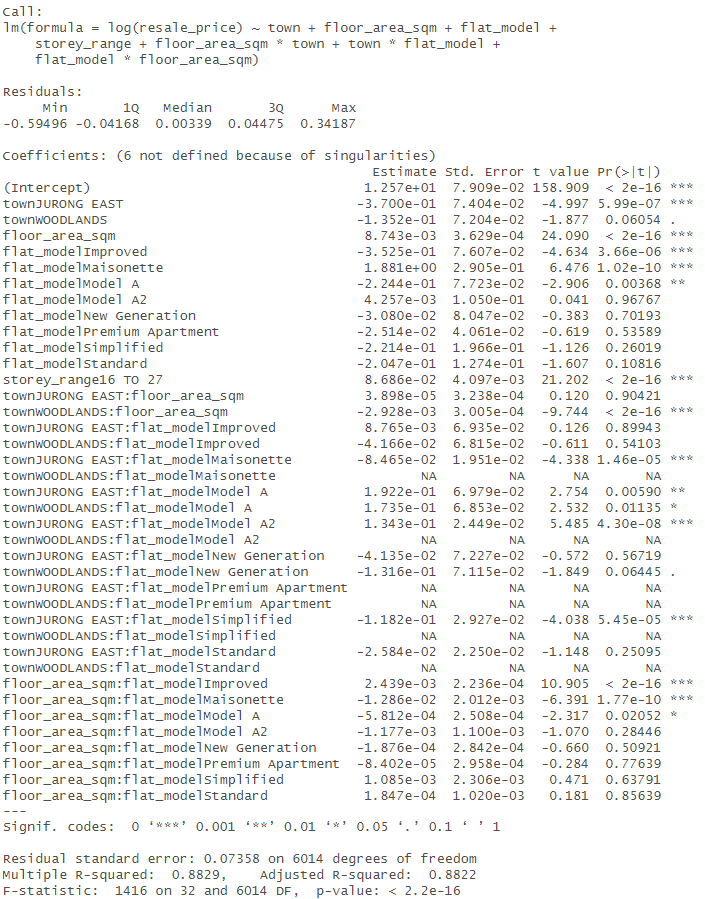 Call:
lm(formula = log(resale_price) ~ town + floor_area_sqm + flat_model +
    storey_range + floor_area_sqm * town + town * flat_model +
    flat_model * floor_area_sqm)

Residuals:
     Min       1Q   Median       3Q      Max
-0.59496 -0.04168  0.00339  0.04475  0.34187

Coefficients: (6 not defined because of singularities)
                                              Estimate Std. Error t value Pr(>|t|)
(Intercept)                                  1.257e+01  7.909e-02 158.909  < 2e-16 ***
townJURONG EAST                             -3.700e-01  7.404e-02  -4.997 5.99e-07 ***
townWOODLANDS                               -1.352e-01  7.204e-02  -1.877  0.06054 .
floor_area_sqm                               8.743e-03  3.629e-04  24.090  < 2e-16 ***
flat_modelImproved                          -3.525e-01  7.607e-02  -4.634 3.66e-06 ***
flat_modelMaisonette                         1.881e+00  2.905e-01   6.476 1.02e-10 ***
flat_modelModel A                           -2.244e-01  7.723e-02  -2.906  0.00368 **
flat_modelModel A2                           4.257e-03  1.050e-01   0.041  0.96767
flat_modelNew Generation                    -3.080e-02  8.047e-02  -0.383  0.70193
flat_modelPremium Apartment                 -2.514e-02  4.061e-02  -0.619  0.53589
flat_modelSimplified                        -2.214e-01  1.966e-01  -1.126  0.26019
flat_modelStandard                          -2.047e-01  1.274e-01  -1.607  0.10816
storey_range16 TO 27                         8.686e-02  4.097e-03  21.202  < 2e-16 ***
townJURONG EAST:floor_area_sqm               3.898e-05  3.238e-04   0.120  0.90421
townWOODLANDS:floor_area_sqm                -2.928e-03  3.005e-04  -9.744  < 2e-16 ***
townJURONG EAST:flat_modelImproved           8.765e-03  6.935e-02   0.126  0.89943
townWOODLANDS:flat_modelImproved            -4.166e-02  6.815e-02  -0.611  0.54103
townJURONG EAST:flat_modelMaisonette        -8.465e-02  1.951e-02  -4.338 1.46e-05 ***
townWOODLANDS:flat_modelMaisonette                  NA         NA      NA       NA
townJURONG EAST:flat_modelModel A            1.922e-01  6.979e-02   2.754  0.00590 **
townWOODLANDS:flat_modelModel A              1.735e-01  6.853e-02   2.532  0.01135 *
townJURONG EAST:flat_modelModel A2           1.343e-01  2.449e-02   5.485 4.30e-08 ***
townWOODLANDS:flat_modelModel A2                    NA         NA      NA       NA
townJURONG EAST:flat_modelNew Generation    -4.135e-02  7.227e-02  -0.572  0.56719
townWOODLANDS:flat_modelNew Generation      -1.316e-01  7.115e-02  -1.849  0.06445 .
townJURONG EAST:flat_modelPremium Apartment         NA         NA      NA       NA
townWOODLANDS:flat_modelPremium Apartment           NA         NA      NA       NA
townJURONG EAST:flat_modelSimplified        -1.182e-01  2.927e-02  -4.038 5.45e-05 ***
townWOODLANDS:flat_modelSimplified                  NA         NA      NA       NA
townJURONG EAST:flat_modelStandard          -2.584e-02  2.250e-02  -1.148  0.25095
townWOODLANDS:flat_modelStandard                    NA         NA      NA       NA
floor_area_sqm:flat_modelImproved            2.439e-03  2.236e-04  10.905  < 2e-16 ***
floor_area_sqm:flat_modelMaisonette         -1.286e-02  2.012e-03  -6.391 1.77e-10 ***
floor_area_sqm:flat_modelModel A            -5.812e-04  2.508e-04  -2.317  0.02052 *
floor_area_sqm:flat_modelModel A2           -1.177e-03  1.100e-03  -1.070  0.28446
floor_area_sqm:flat_modelNew Generation     -1.876e-04  2.842e-04  -0.660  0.50921
floor_area_sqm:flat_modelPremium Apartment  -8.402e-05  2.958e-04  -0.284  0.77639
floor_area_sqm:flat_modelSimplified          1.085e-03  2.306e-03   0.471  0.63791
floor_area_sqm:flat_modelStandard            1.847e-04  1.020e-03   0.181  0.85639
---
Signif. codes:  0 ‘***’ 0.001 ‘**’ 0.01 ‘*’ 0.05 ‘.’ 0.1 ‘ ’ 1

Residual standard error: 0.07358 on 6014 degrees of freedom
Multiple R-squared:  0.8829,    Adjusted R-squared:  0.8822
F-statistic:  1416 on 32 and 6014 DF,  p-value: < 2.2e-16